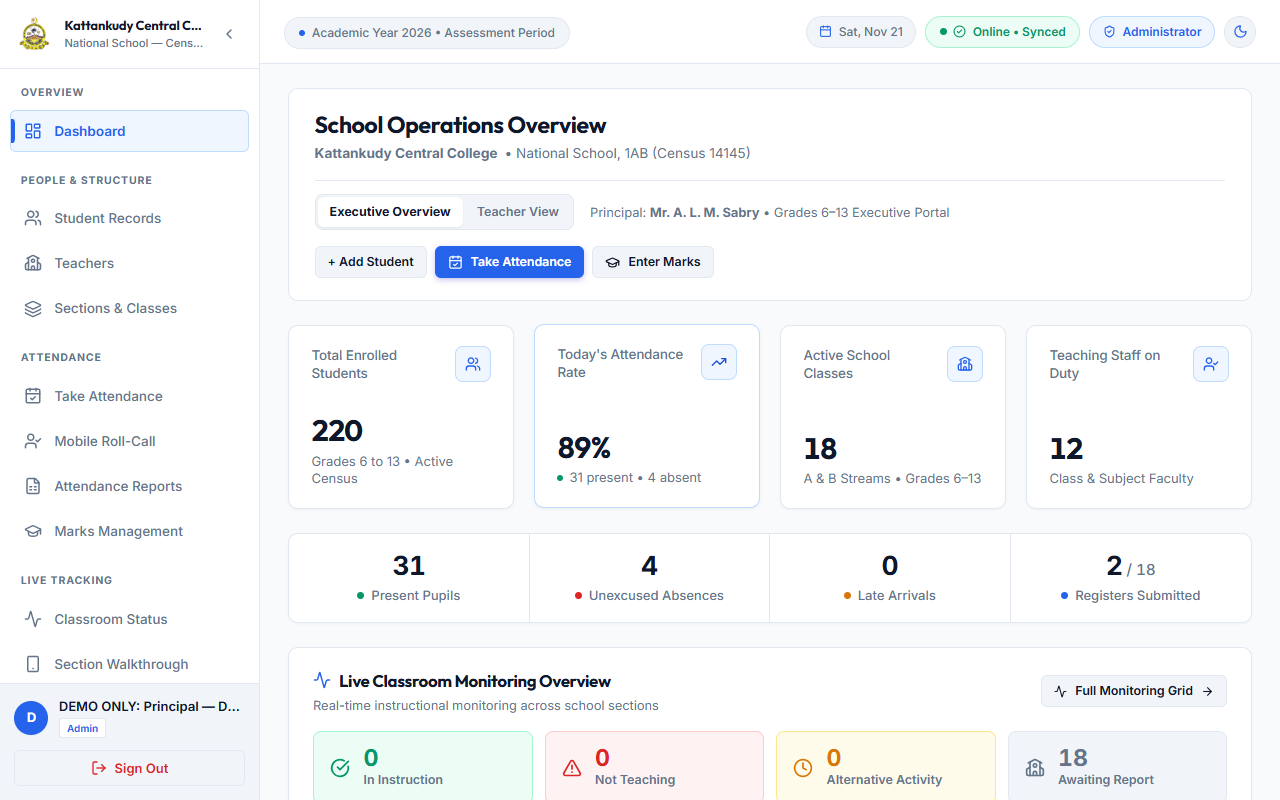 Kattankudy Central C...
National School — Cens...
OVERVIEW
Dashboard
PEOPLE & STRUCTURE
Student Records
Teachers
Sections & Classes
ATTENDANCE
Take Attendance
Mobile Roll-Call
Attendance Reports
Marks Management
LIVE TRACKING
Classroom Status
Section Walkthrough
D
DEMO ONLY: Principal — D...
Admin
Sign Out
Academic Year 2026 • Assessment Period
Sat, Nov 21
Online • Synced
Administrator
School Operations Overview
Kattankudy Central College • National School, 1AB (Census 14145)
Executive Overview
Teacher View
Principal: Mr. A. L. M. Sabry • Grades 6–13 Executive Portal
+ Add Student
Take Attendance
Enter Marks
Total Enrolled
Students
220
Grades 6 to 13 • Active
Census
Today's Attendance
Rate
89%
31 present • 4 absent
Active School
Classes
18
A & B Streams • Grades 6–13
Teaching Staff on
Duty
12
Class & Subject Faculty
31
Present Pupils
4
Unexcused Absences
0
Late Arrivals
2 / 18
Registers Submitted
Live Classroom Monitoring Overview
Real-time instructional monitoring across school sections
Full Monitoring Grid →
0
In Instruction
0
Not Teaching
0
Alternative Activity
18
Awaiting Report